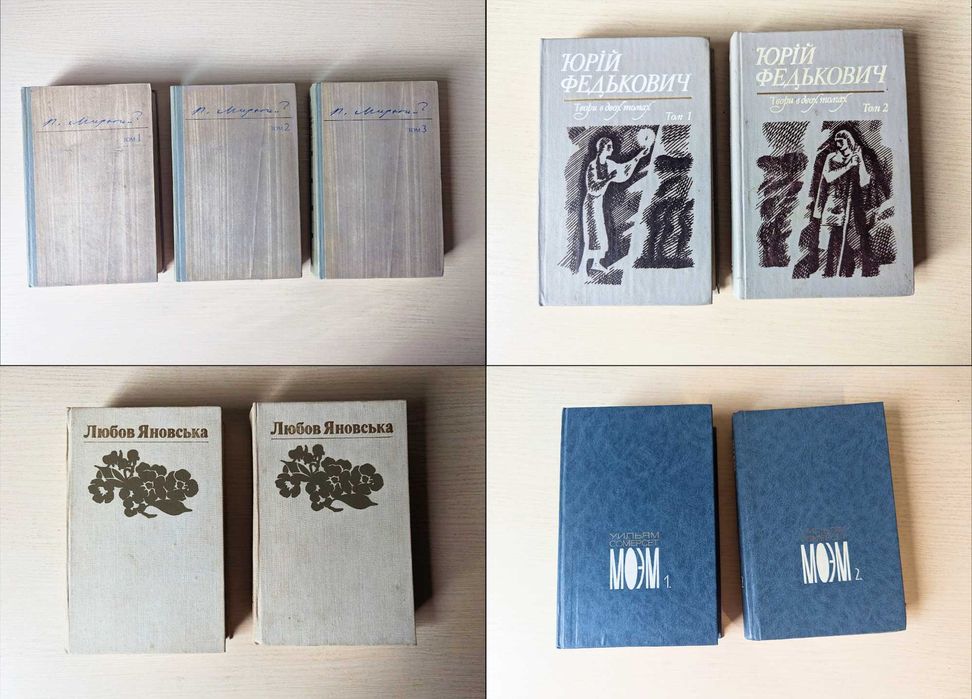 П. Мирний
том 1
П. Мирний
том 2
П. Мирний
том 3
ЮРІЙ
ФЕДЬКОВИЧ
Твори в двох томах
Том 1
ЮРІЙ
ФЕДЬКОВИЧ
Твори в двох томах
Том 2
Любов Яновська
Любов Яновська
УИЛЬЯМ
СОМЕРСЕТ
МОЭМ 1.
МОЭМ 2.